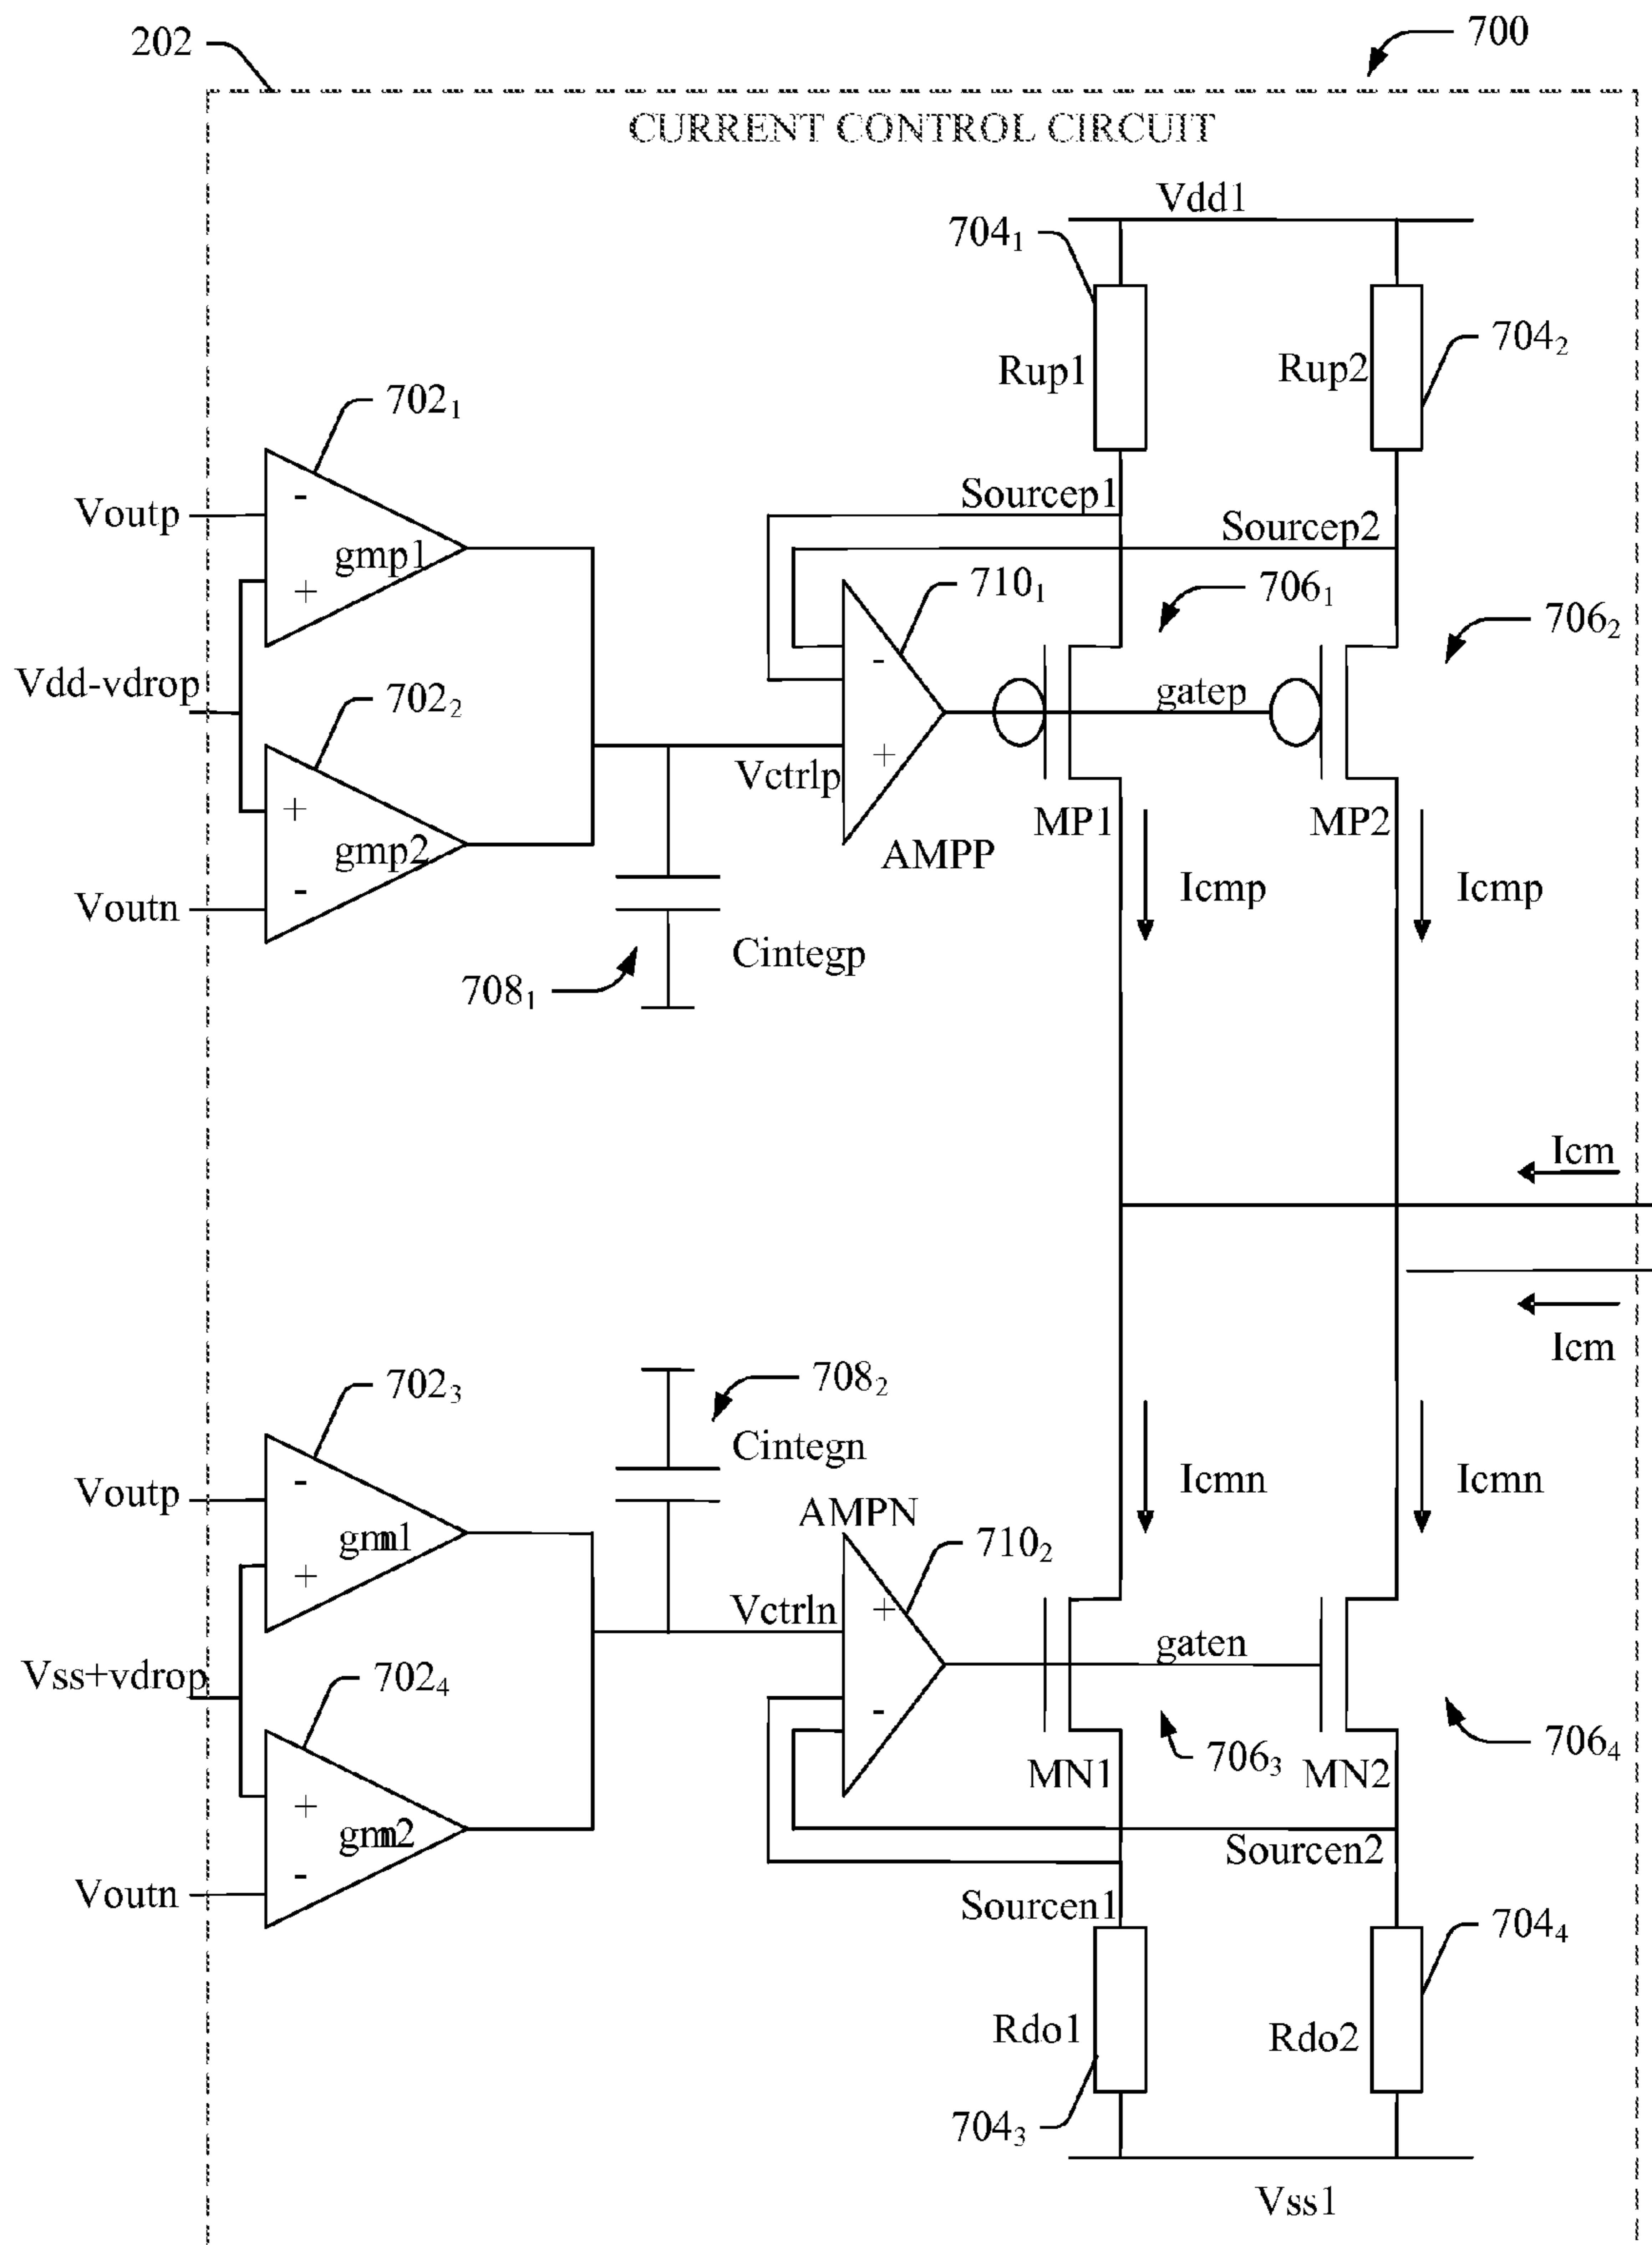 202
700
CURRENT CONTROL CIRCUIT
Vdd1
704₁
Rup1
Rup2
704₂
702₁
Voutp
-
gmp1
+
Sourcep1
Sourcep2
710₁
706₁
706₂
Vdd-vdrop
702₂
-
gatep
+
gmp2
-
Vctrlp
+
MP1
MP2
AMPP
Voutn
Icmp
Icmp
Cintegp
708₁
Icm
Icm
702₃
708₂
Cintegn
Voutp
-
gmn1
+
AMPN
Icmn
Icmn
710₂
Vctrln
+
gaten
Vss+vdrop
702₄
-
706₃
706₄
MN1
MN2
+
gmn2
-
Sourcen2
Voutn
Sourcen1
704₄
Rdo1
Rdo2
704₃
Vss1